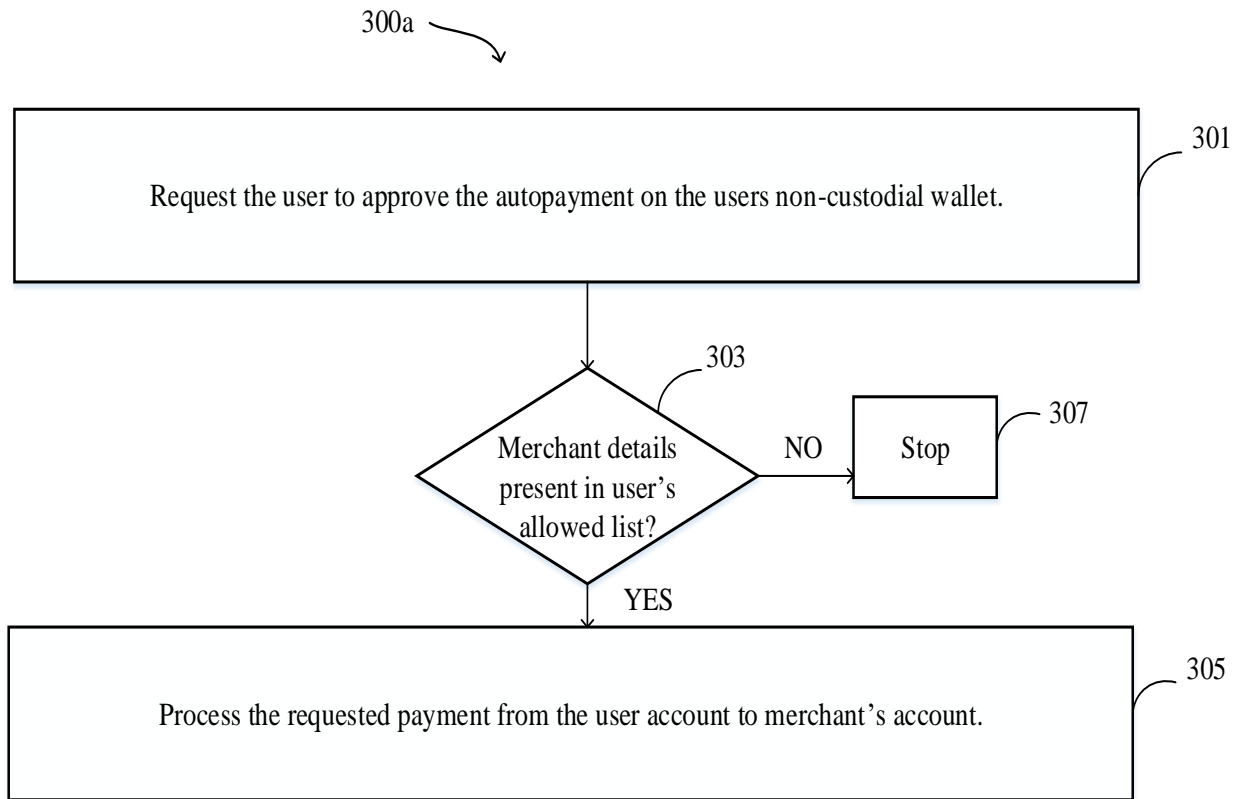 300a
301
Request the user to approve the autopayment on the users non-custodial wallet.
303
Merchant details
present in user’s
allowed list?
NO
Stop
307
YES
305
Process the requested payment from the user account to merchant’s account.